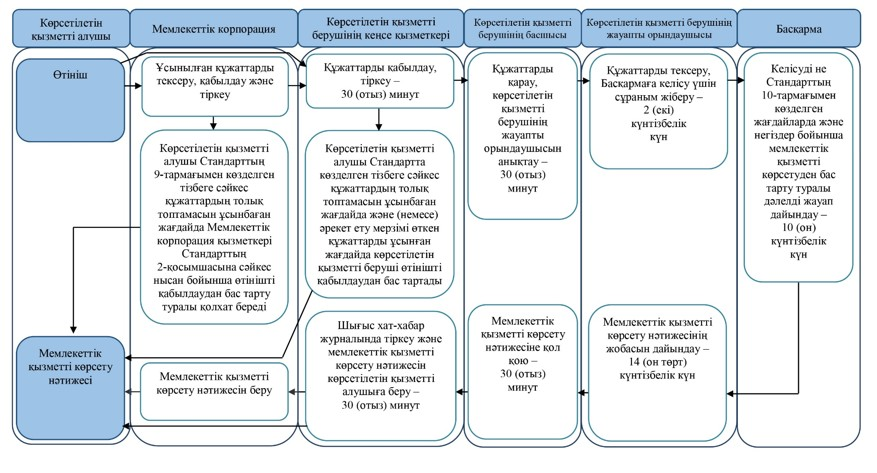 Көрсетілетін
қызметті алушы
Мемлекеттік корпорация
Көрсетілетін қызметті
берушінің кеңсе қызметкері
Көрсетілетін қызметті
берушінің басшысы
Көрсетілетін қызметті берушінің
жауапты орындаушысы
Басқарма
Өтініш
Ұсынылған құжаттарды
тексеру, қабылдау және
тіркеу
Құжаттарды қабылдау,
тіркеу –
30 (отыз) минут
Құжаттарды
қарау,
көрсетілетін
қызметті
берушінің
жауапты
орындаушысын
анықтау –
30 (отыз)
минут
Құжаттарды тексеру,
Басқармаға келісу үшін
сұраным жіберу –
2 (екі)
күнтізбелік
күн
Келісуді не
Стандарттың
10-тармағымен
көзделген
жағдайларда және
негіздер бойынша
мемлекеттік
қызметті
көрсетуден бас
тарту туралы
дәлелді жауап
дайындау –
10 (он)
күнтізбелік
күн
Көрсетілетін қызметті
алушы Стандарттың
9-тармағымен көзделген
тізбеге сәйкес
құжаттардың толық
топтамасын ұсынбаған
жағдайда Мемлекеттік
корпорация қызметкері
Стандарттың
2-қосымшасына сәйкес
нысан бойынша өтінішті
қабылдаудан бас тарту
туралы қолхат береді
Көрсетілетін қызметті
алушы Стандартта
көзделген тізбеге сәйкес
құжаттардың толық
топтамасын ұсынбаған
жағдайда және (немесе)
әрекет ету мерзімі өткен
құжаттарды ұсынған
жағдайда көрсетілетін
қызметті беруші өтінішті
қабылдаудан бас тартады
Мемлекеттік
қызметті көрсету
нәтижесі
Мемлекеттік қызметті
көрсету нәтижесін беру
Шығыс хат-хабар
журналында тіркеу және
мемлекеттік қызметті
көрсету нәтижесін
көрсетілетін қызметті
алушыға беру –
30 (отыз) минут
Мемлекеттік
қызметті көрсету
нәтижесіне қол
қою –
30 (отыз)
минут
Мемлекеттік қызметті
көрсету нәтижесінің
жобасын дайындау –
14 (он төрт)
күнтізбелік күн